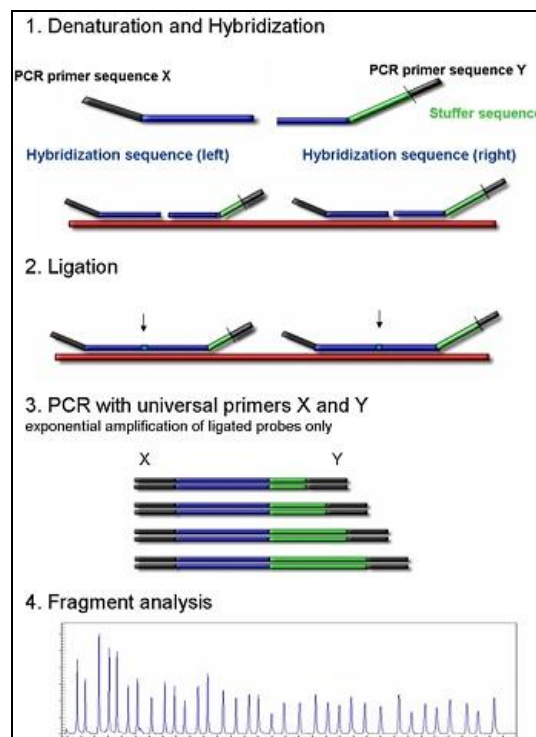 1. Denaturation and Hybridization
PCR primer sequence X
PCR primer sequence Y
Stuffer sequence
Hybridization sequence (left)
Hybridization sequence (right)
2. Ligation
3. PCR with universal primers X and Y
exponential amplification of ligated probes only
X Y
4. Fragment analysis